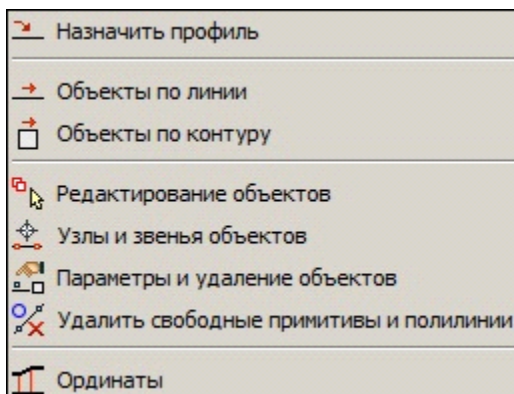 Назначить профиль
Объекты по линии
Объекты по контуру
Редактирование объектов
Узлы и звенья объектов
Параметры и удаление объектов
Удалить свободные примитивы и полилинии
Ординаты